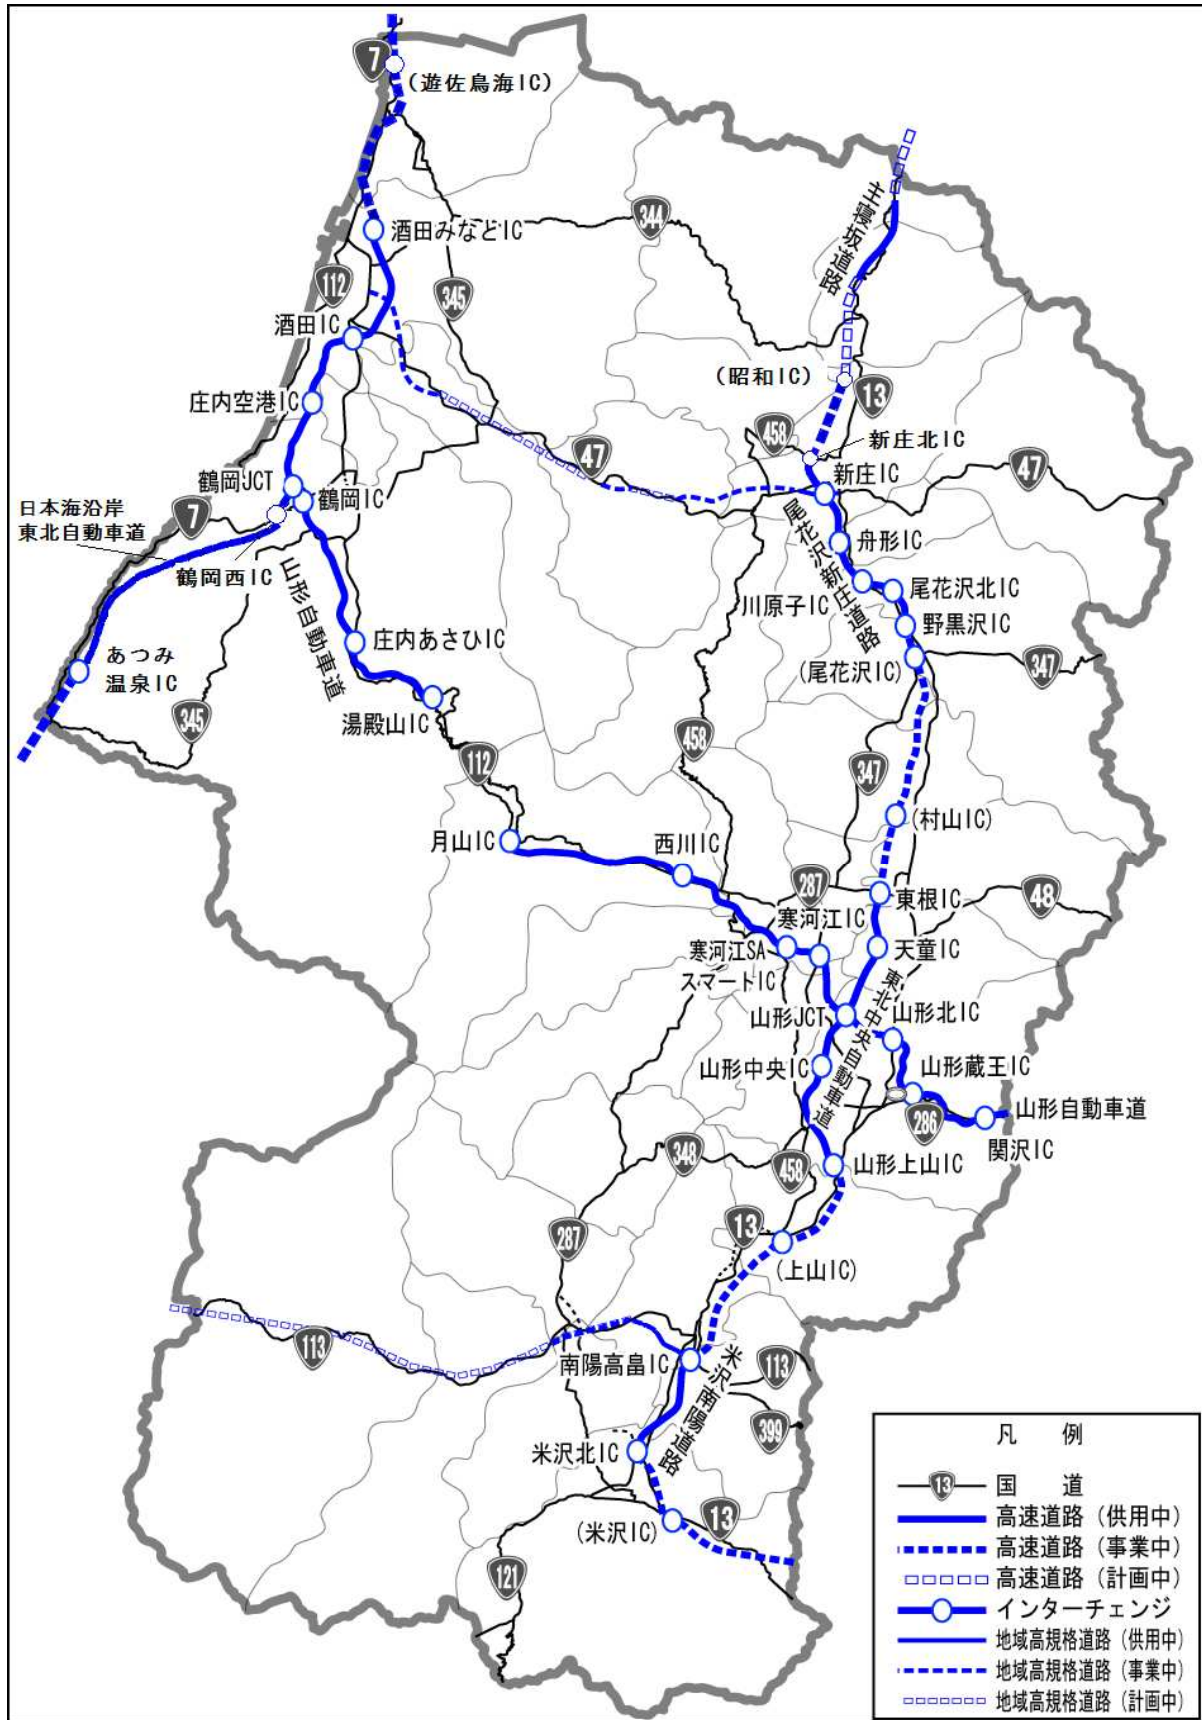 7
(遊佐鳥海IC)
344
主寝坂道路
酒田みなとIC
112
345
酒田IC
(昭和IC)
13
庄内空港IC
458
新庄北IC
47
47
鶴岡JCT
新庄IC
鶴岡IC
日本海沿岸
東北自動車道
7
鶴岡西IC
尾花沢新庄道路
舟形IC
山形自動車道
川原子IC
尾花沢北IC
野黒沢IC
庄内あさひIC
あつみ
温泉IC
(尾花沢IC)
347
345
湯殿山IC
458
112
347
(村山IC)
月山IC
西川IC
287
東根IC
48
寒河江IC
寒河江SA
スマートIC
天童IC
東北中央自動車道
山形JCT
山形北IC
山形中央IC
山形蔵王IC
山形自動車道
286
関沢IC
348
458
山形上山IC
287
13
(上山IC)
113
南陽高畠IC
米沢南陽道路
113
399
米沢北IC
(米沢IC)
13
121
凡 例
13 国 道
高速道路(供用中)
高速道路(事業中)
高速道路(計画中)
インターチェンジ
地域高規格道路(供用中)
地域高規格道路(事業中)
地域高規格道路(計画中)